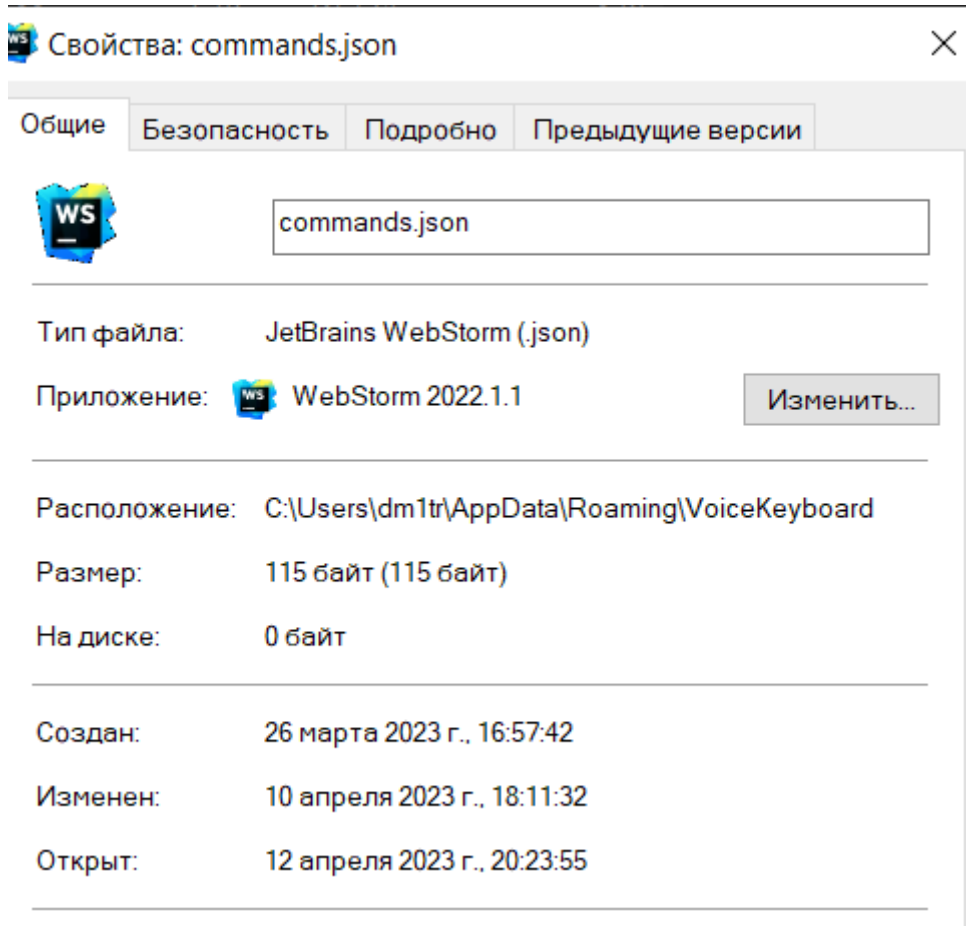 WS Свойства: commands.json
Общие Безопасность Подробно Предыдущие версии
WS commands.json
Тип файла: JetBrains WebStorm (.json)
Приложение: WS WebStorm 2022.1.1 Изменить...
Расположение: C:\Users\dm1tr\AppData\Roaming\VoiceKeyboard
Размер: 115 байт (115 байт)
На диске: 0 байт
Создан: 26 марта 2023 г., 16:57:42
Изменен: 10 апреля 2023 г., 18:11:32
Открыт: 12 апреля 2023 г., 20:23:55